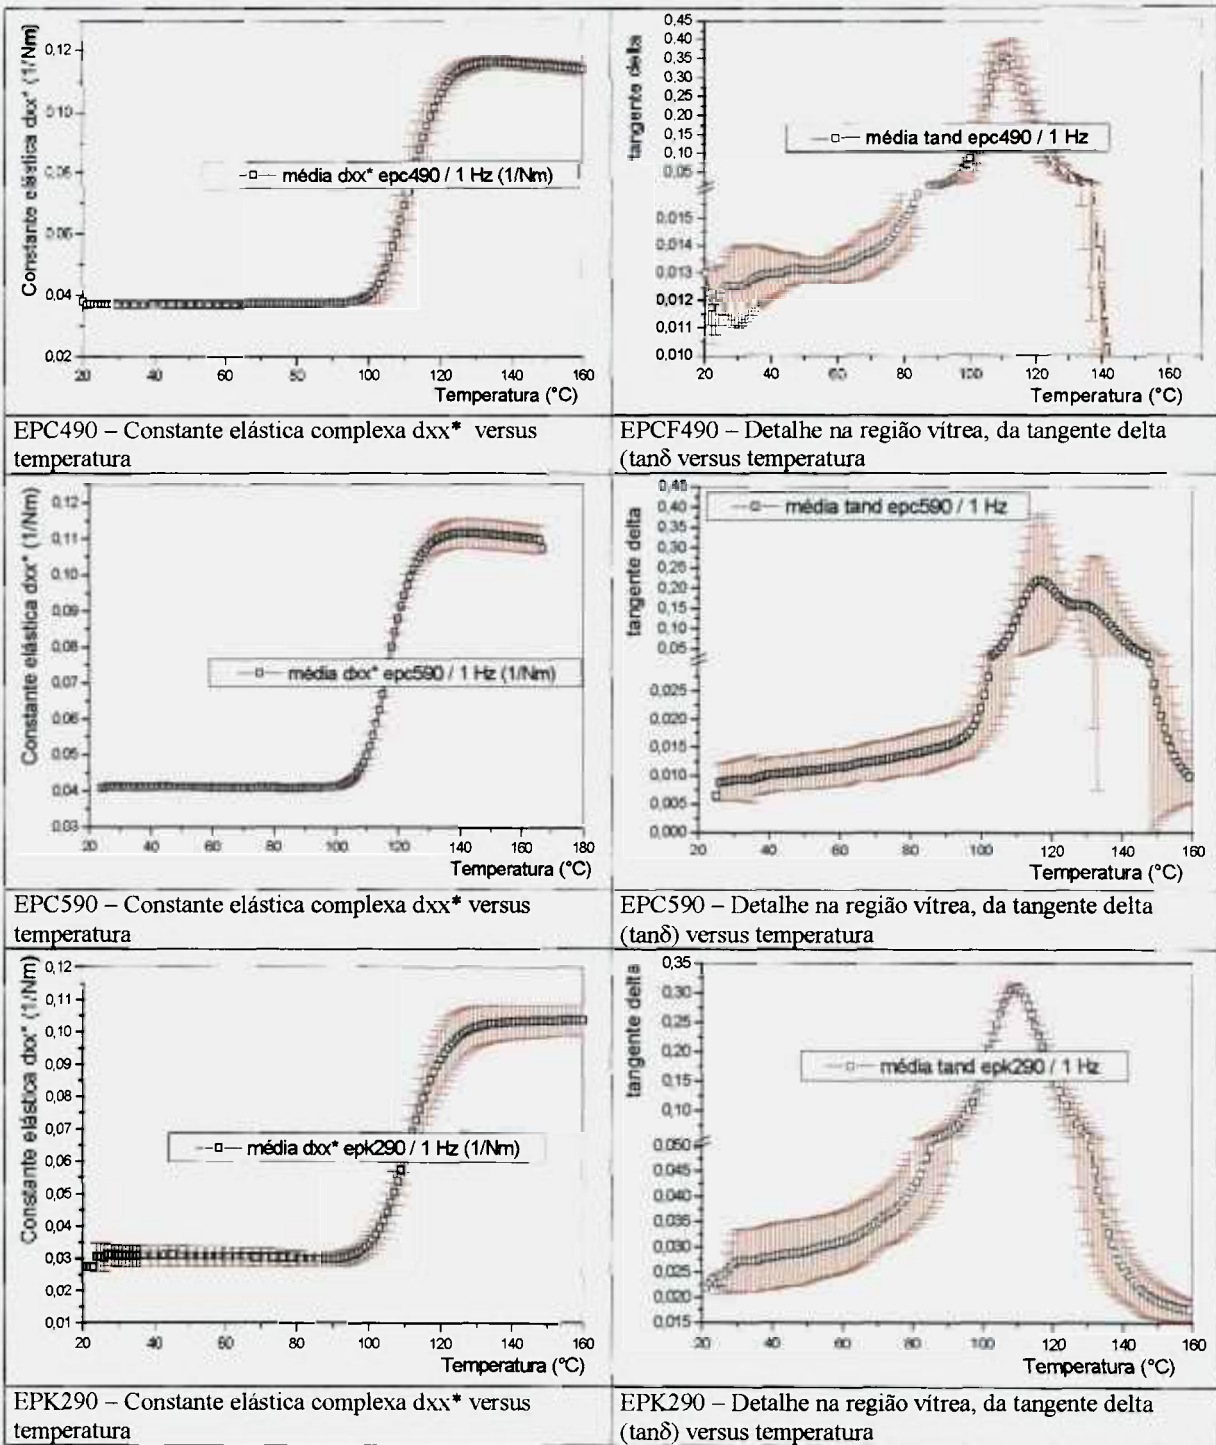 Constante elástica dxx* (1/Nm)
0,12
0,10
0,08
0,06
0,04
0,02
média dxx* epc490 / 1 Hz (1/Nm)
20 40 60 80 100 120 140 160
Temperatura (°C)
tangente delta
0,45
0,40
0,35
0,30
0,25
0,20
0,15
0,10
0,05
0,015
0,014
0,013
0,012
0,011
0,010
média tand epc490 / 1 Hz
20 40 60 80 100 120 140
Temperatura (°C)
EPC490 – Constante elástica complexa dxx* versus
temperatura
EPCF490 – Detalhe na região vítrea, da tangente delta
(tanδ versus temperatura
Constante elástica dxx* (1/Nm)
0,12
0,11
0,10
0,09
0,08
0,07
0,06
0,05
0,04
0,03
média dxx* epc590 / 1 Hz (1/Nm)
20 40 60 80 100 120 140 160 180
Temperatura (°C)
tangente delta
0,45
0,40
0,35
0,30
0,25
0,20
0,15
0,10
0,05
0,025
0,020
0,015
0,010
0,005
0,000
média tand epc590 / 1 Hz
20 40 60 80 100 120 140 160
Temperatura (°C)
EPC590 – Constante elástica complexa dxx* versus
temperatura
EPC590 – Detalhe na região vítrea, da tangente delta
(tanδ) versus temperatura
Constante elástica dxx* (1/Nm)
0,12
0,11
0,10
0,09
0,08
0,07
0,06
0,05
0,04
0,03
0,02
0,01
média dxx* epk290 / 1 Hz (1/Nm)
20 40 60 80 100 120 140 160
Temperatura (°C)
tangente delta
0,35
0,30
0,25
0,20
0,15
0,10
0,050
0,045
0,040
0,035
0,030
0,025
0,020
0,015
média tand epk290 / 1 Hz
20 40 60 80 100 120 140 160
Temperatura (°C)
EPK290 – Constante elástica complexa dxx* versus
temperatura
EPK290 – Detalhe na região vítrea, da tangente delta
(tanδ) versus temperatura